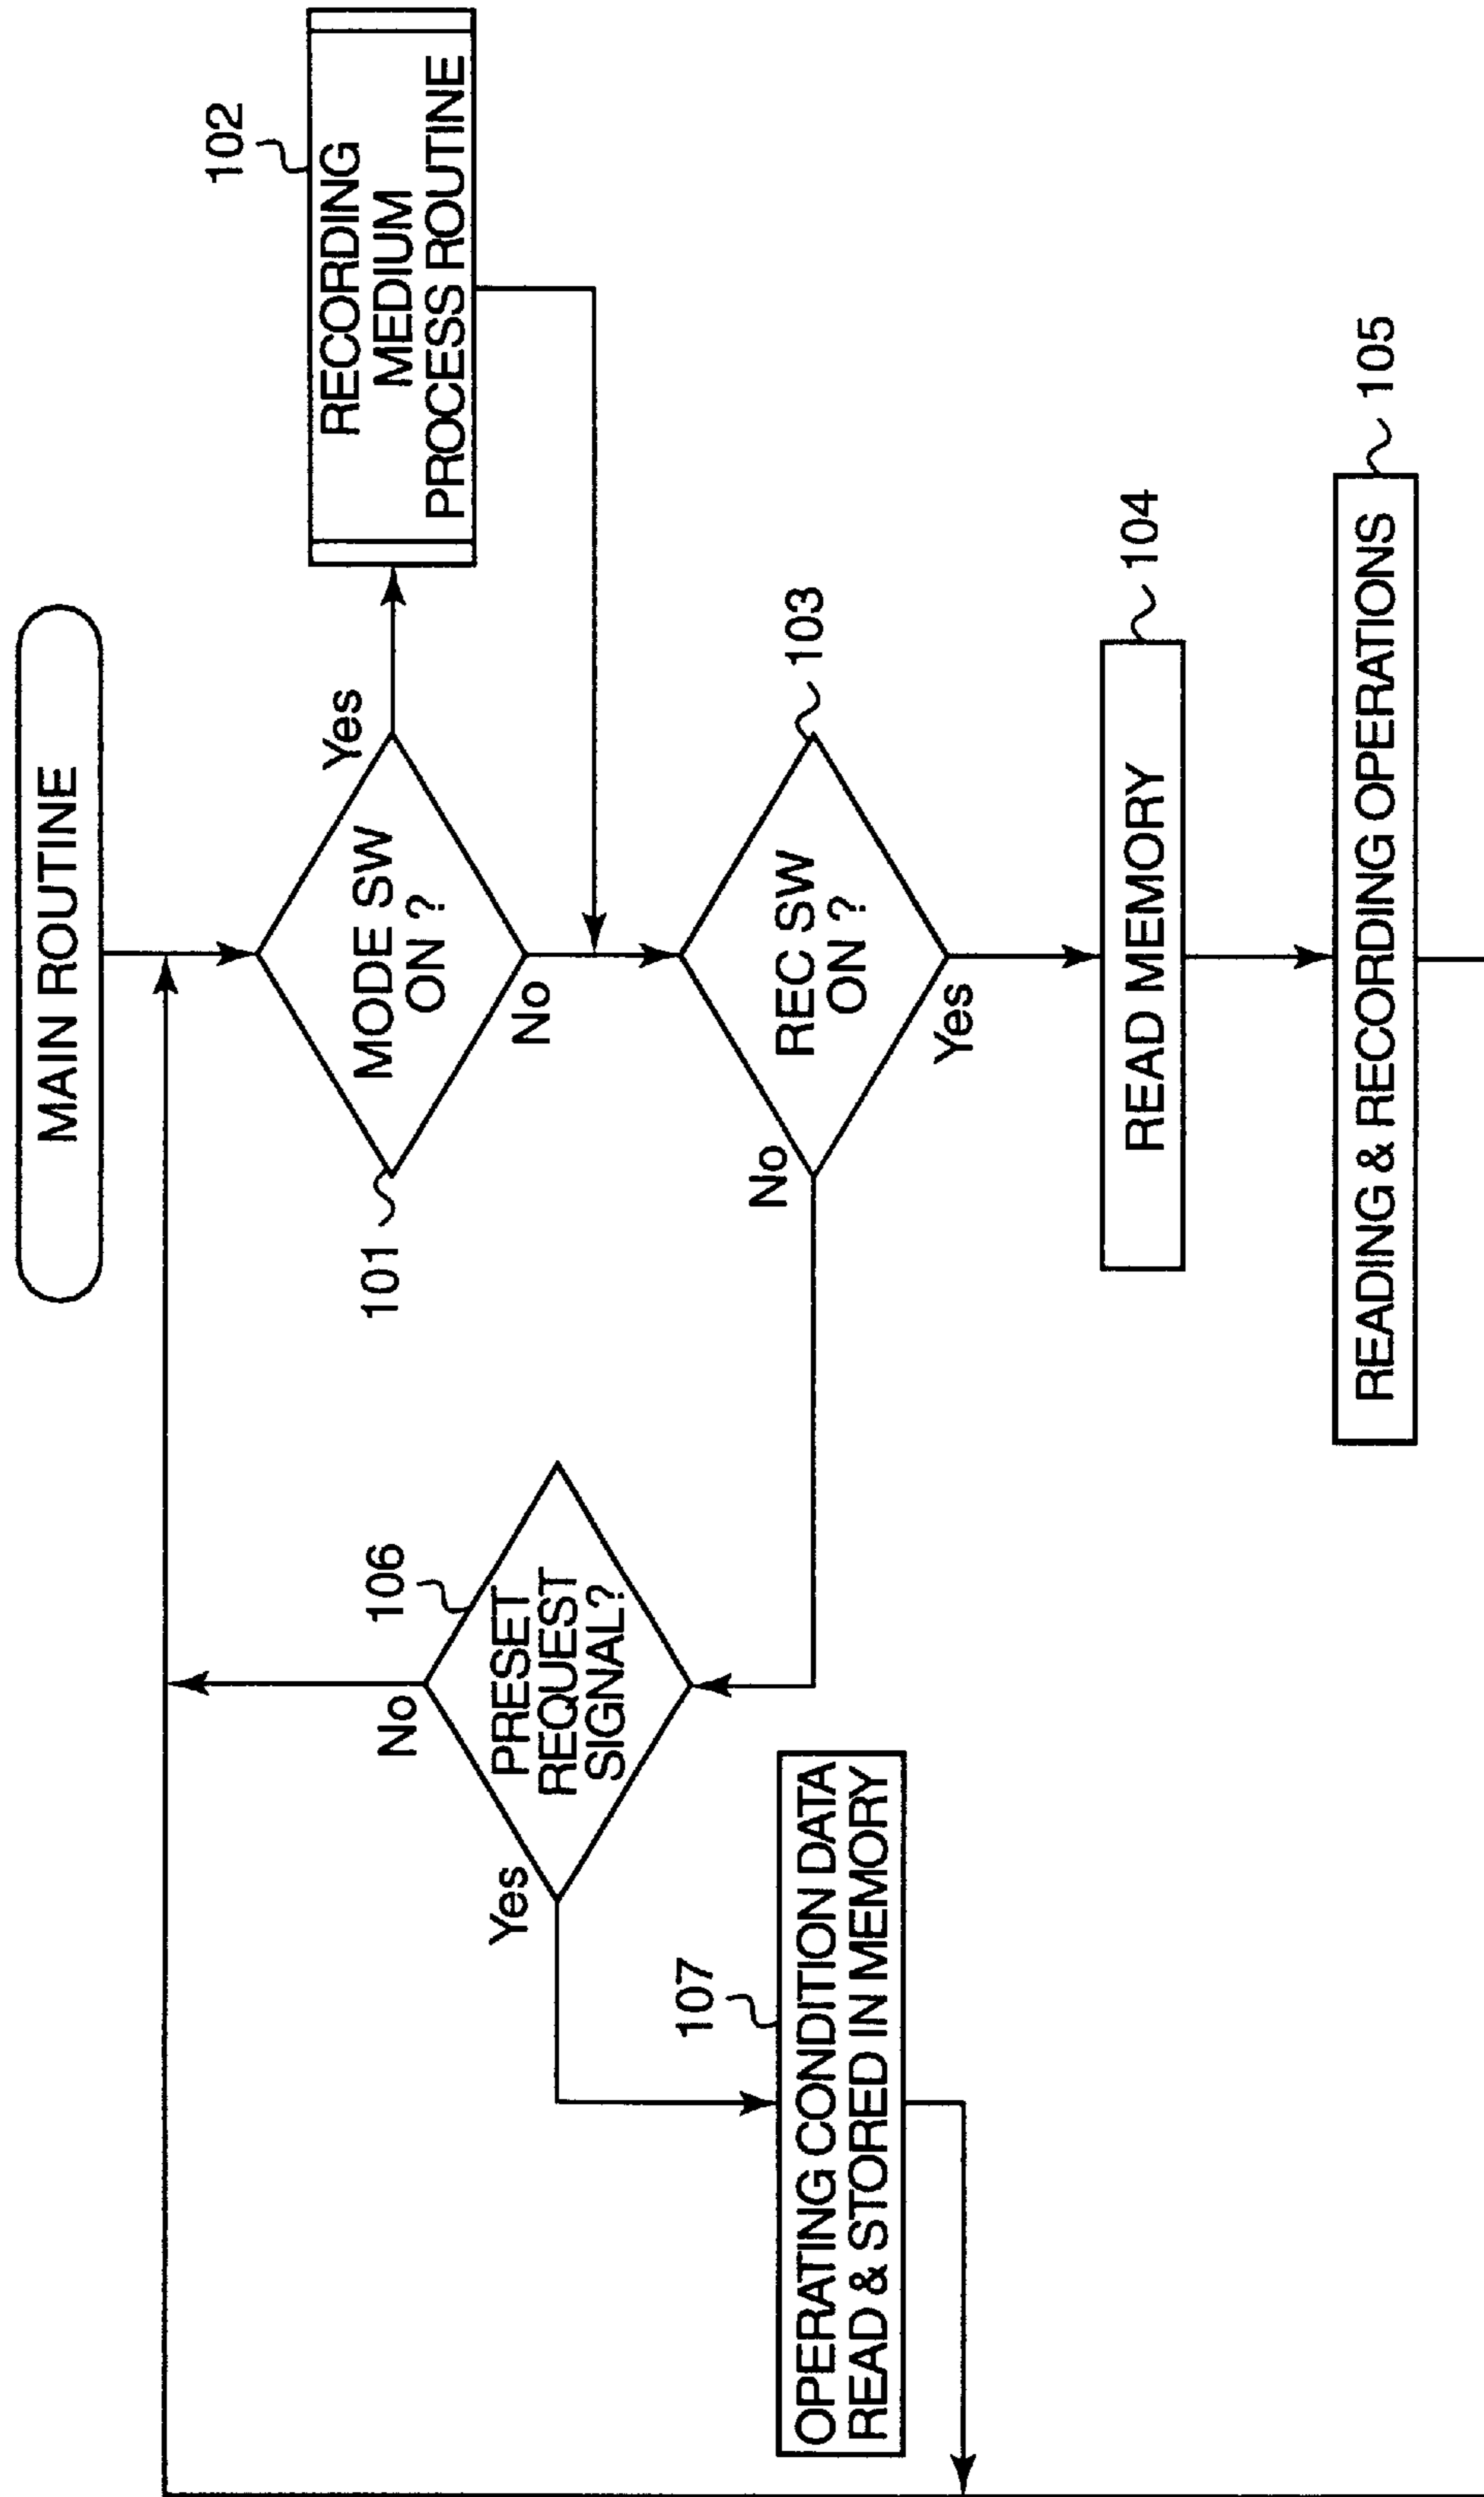 MAIN ROUTINE
101
MODE SW
ON ?
Yes
No
102
RECORDING
MEDIUM
PROCESS ROUTINE
103
REC SW
ON ?
No
Yes
106
PRESET
REQUEST
SIGNAL?
No
Yes
107
OPERATING CONDITION DATA
READ & STORED IN MEMORY
READ MEMORY
104
READING & RECORDING OPERATIONS
105